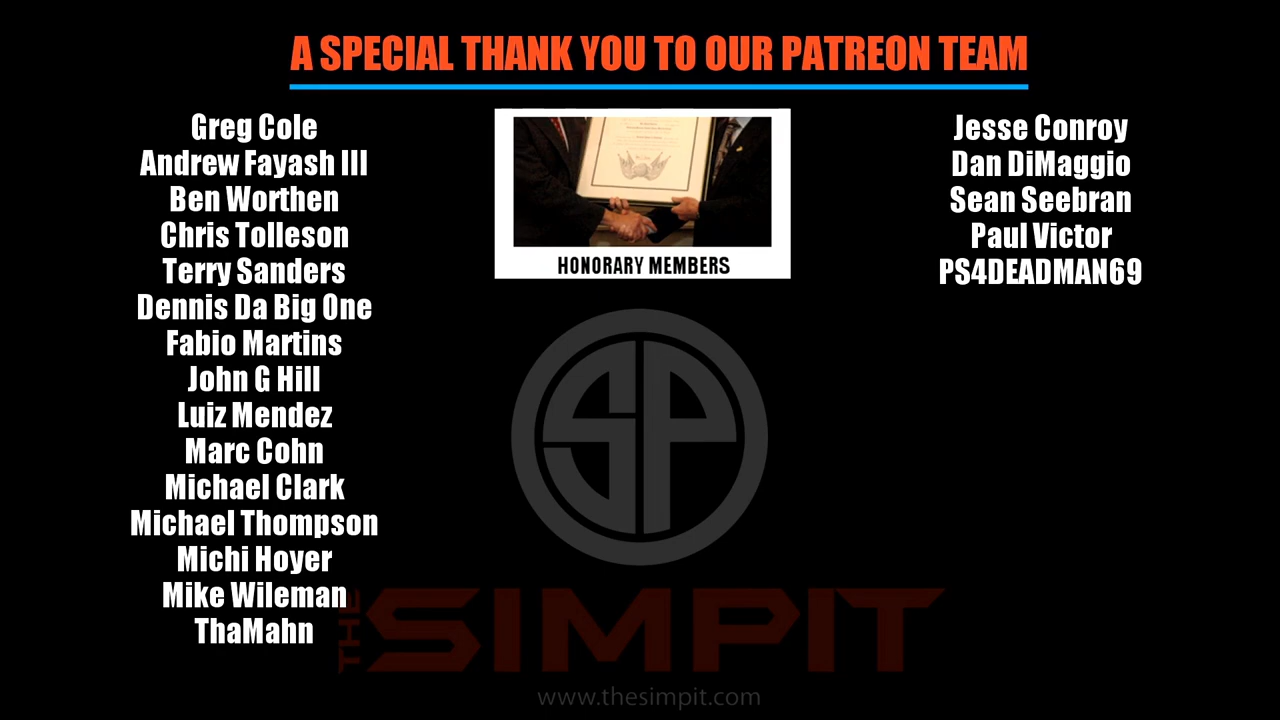 A SPECIAL THANK YOU TO OUR PATREON TEAM
Greg Cole
Andrew Fayash III
Ben Worthen
Chris Tolleson
Terry Sanders
Dennis Da Big One
Fabio Martins
John G Hill
Luiz Mendez
Marc Cohn
Michael Clark
Michael Thompson
Michi Hoyer
Mike Wileman
ThaMahn
HONORARY MEMBERS
Jesse Conroy
Dan DiMaggio
Sean Seebran
Paul Victor
PS4DEADMAN69
SP
THE SIMPIT
www.thesimpit.com